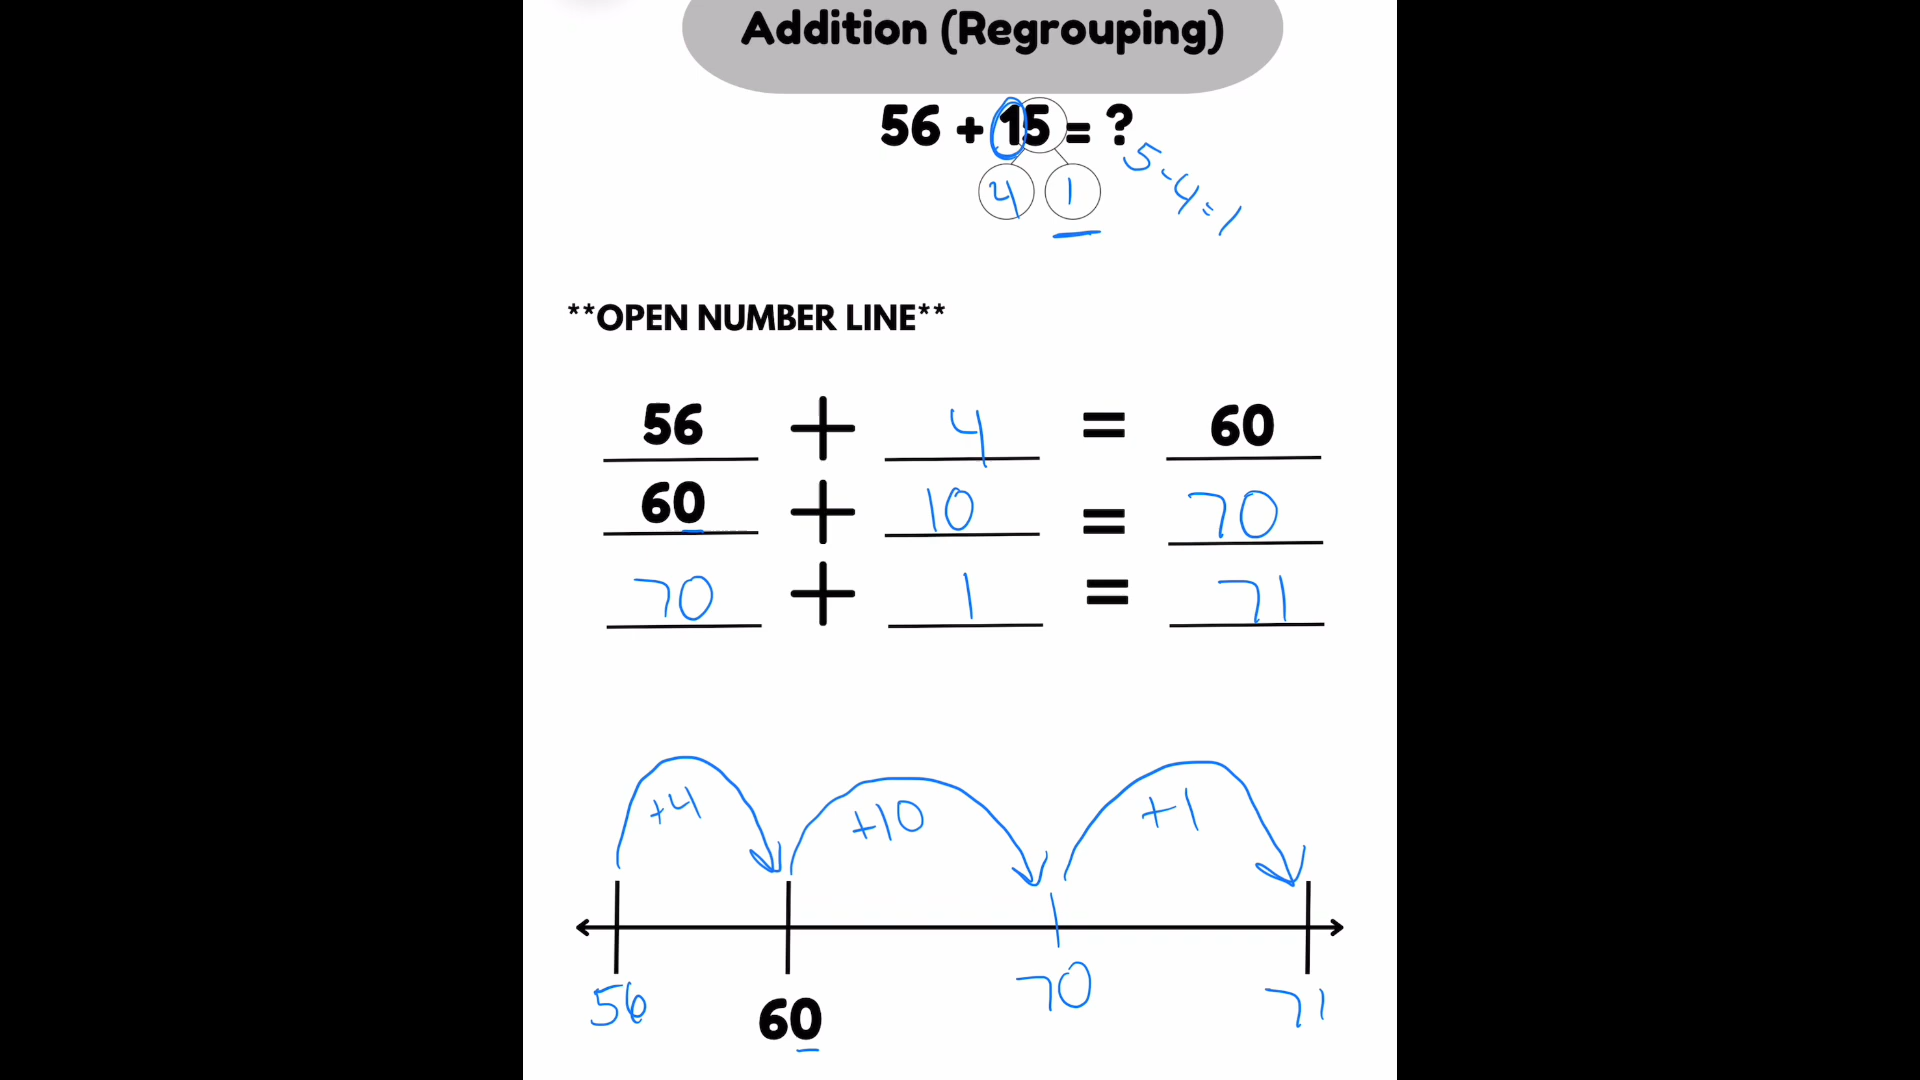 Addition (Regrouping)
56 + 15 = ?
4 1
5-4=1
**OPEN NUMBER LINE**
56 + 4 = 60
60 + 10 = 70
70 + 1 = 71
+4 +10 +1
56 60 70 71